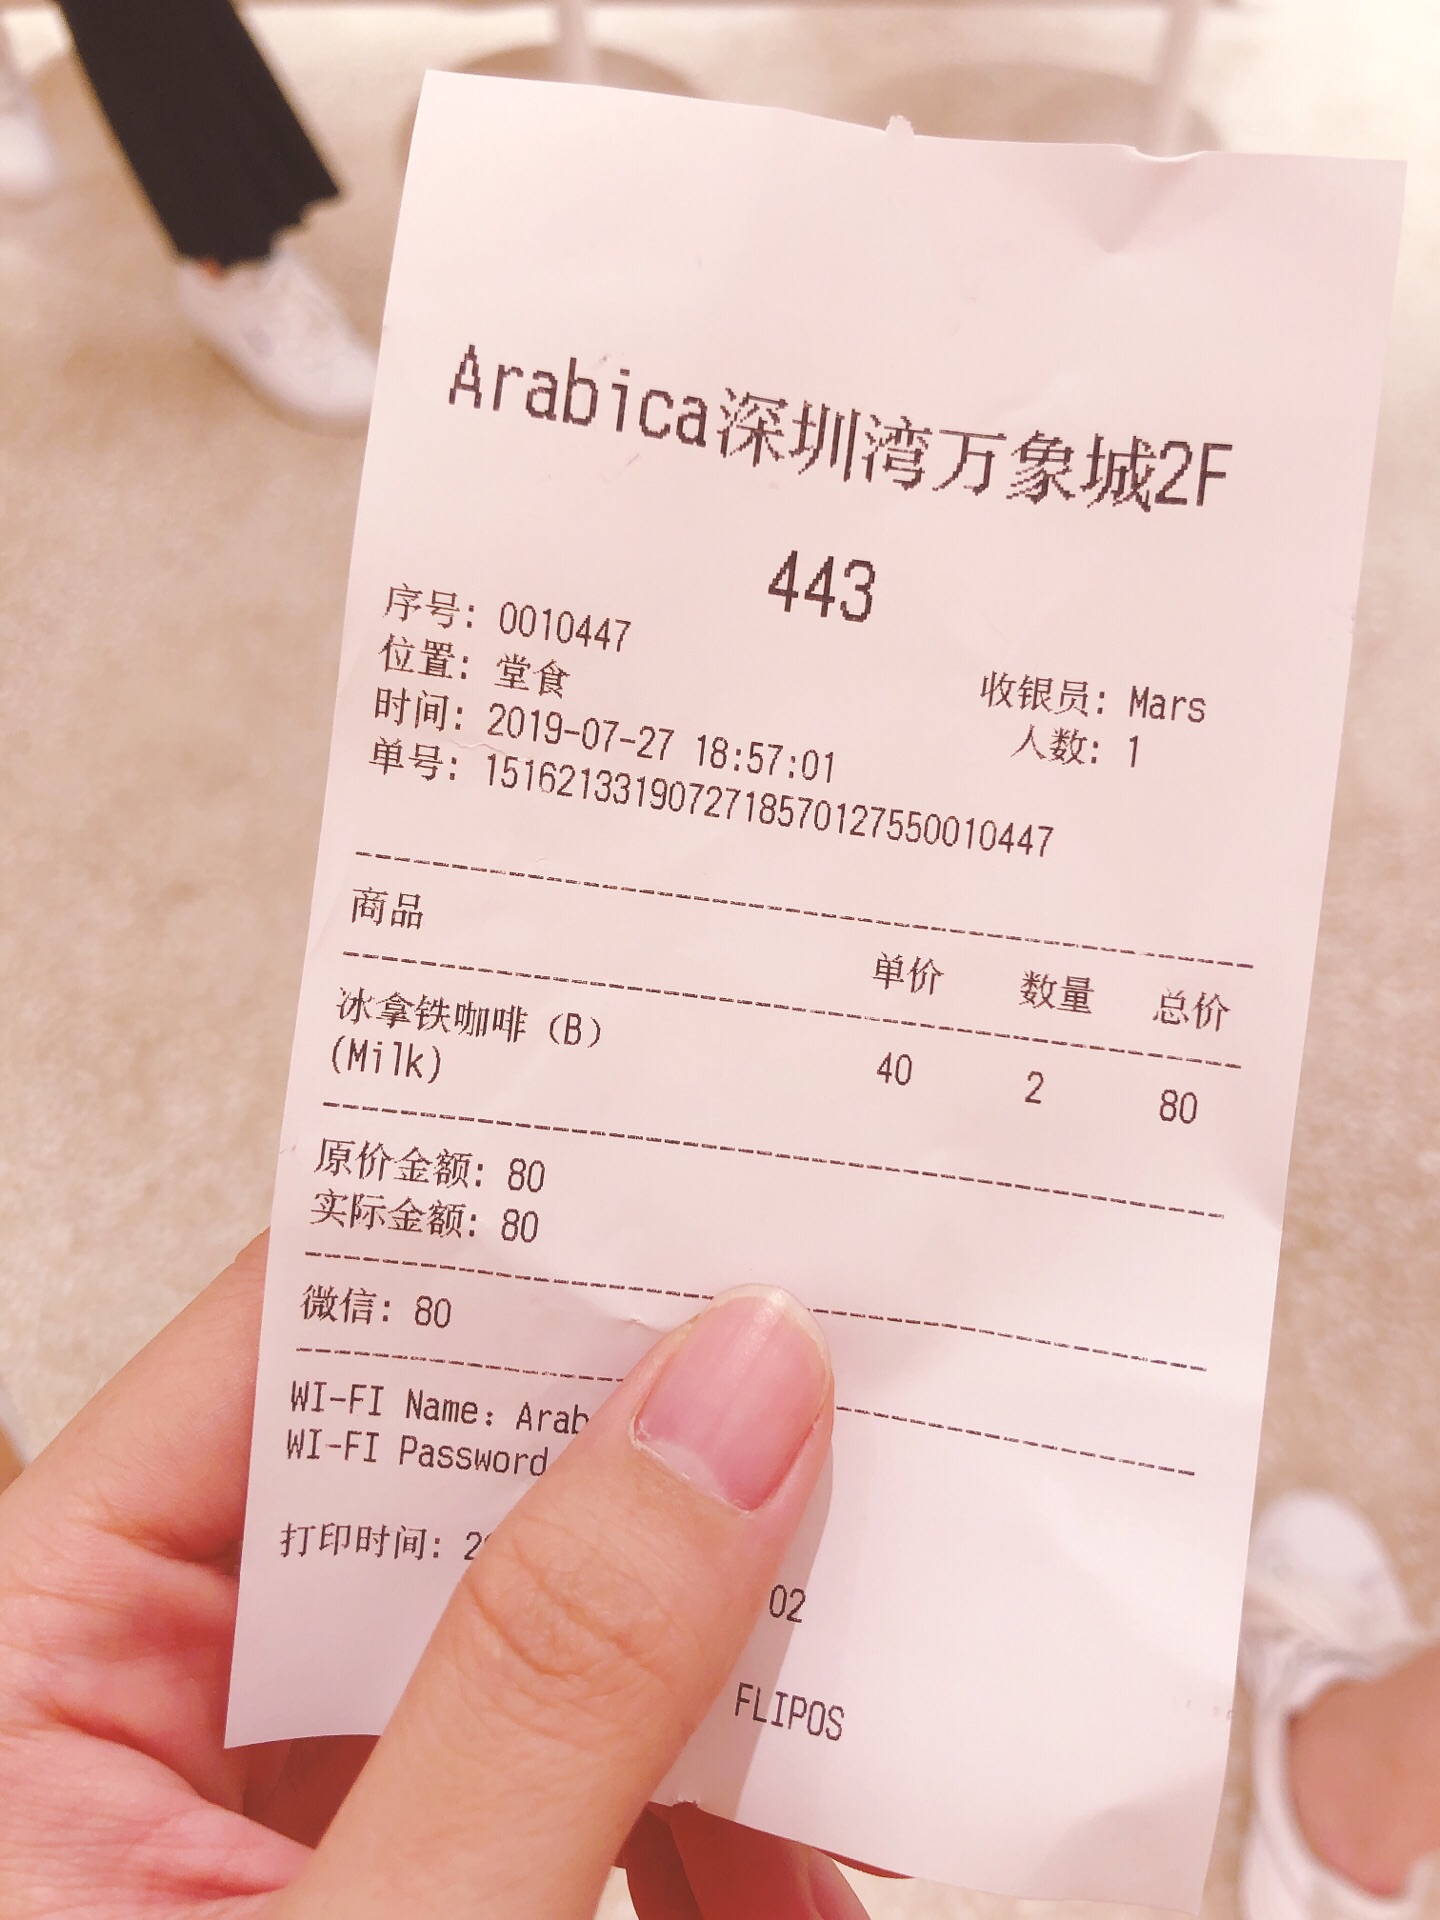 Arabica深圳湾万象城2F
443
序号: 0010447
位置: 堂食 收银员: Mars
时间: 2019-07-27 18:57:01 人数: 1
单号: 1516213319072718570127550010447
商品 单价 数量 总价
冰拿铁咖啡（B） 40 2 80
(Milk)
原价金额: 80
实际金额: 80
微信: 80
WI-FI Name: Arab
WI-FI Password
打印时间: 2
02
FLIPOS